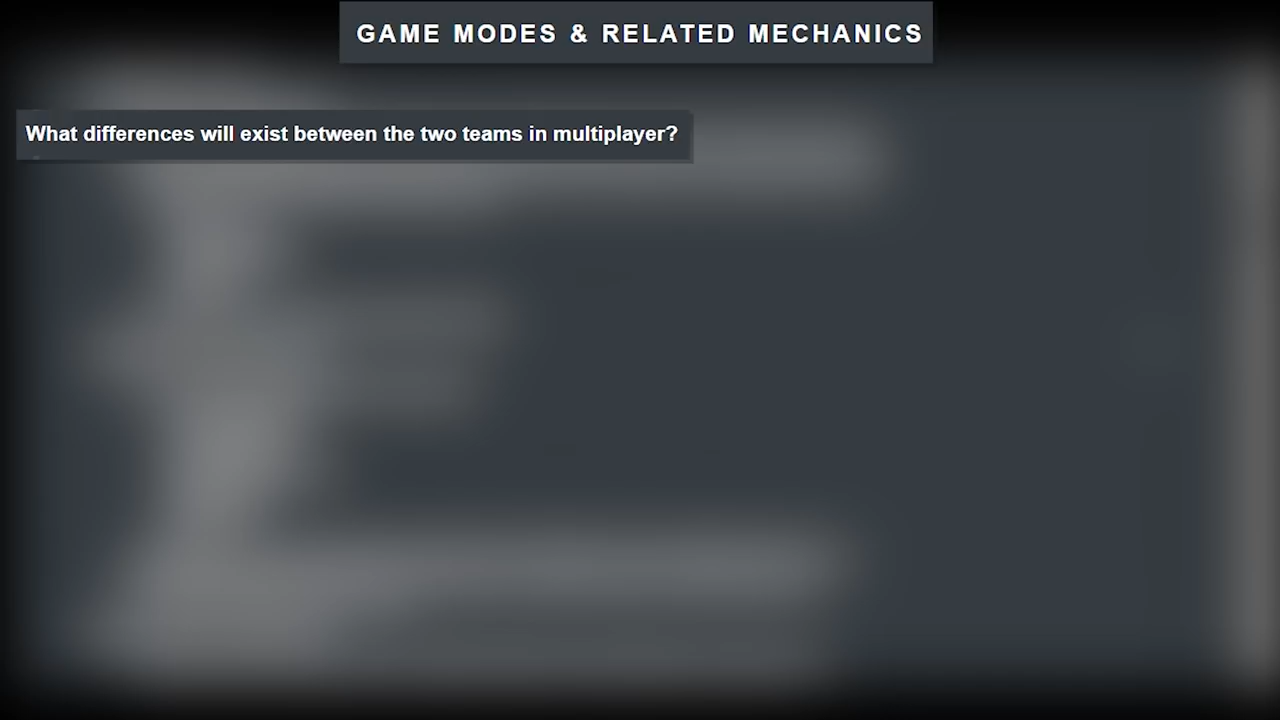 GAME MODES & RELATED MECHANICS
What differences will exist between the two teams in multiplayer?